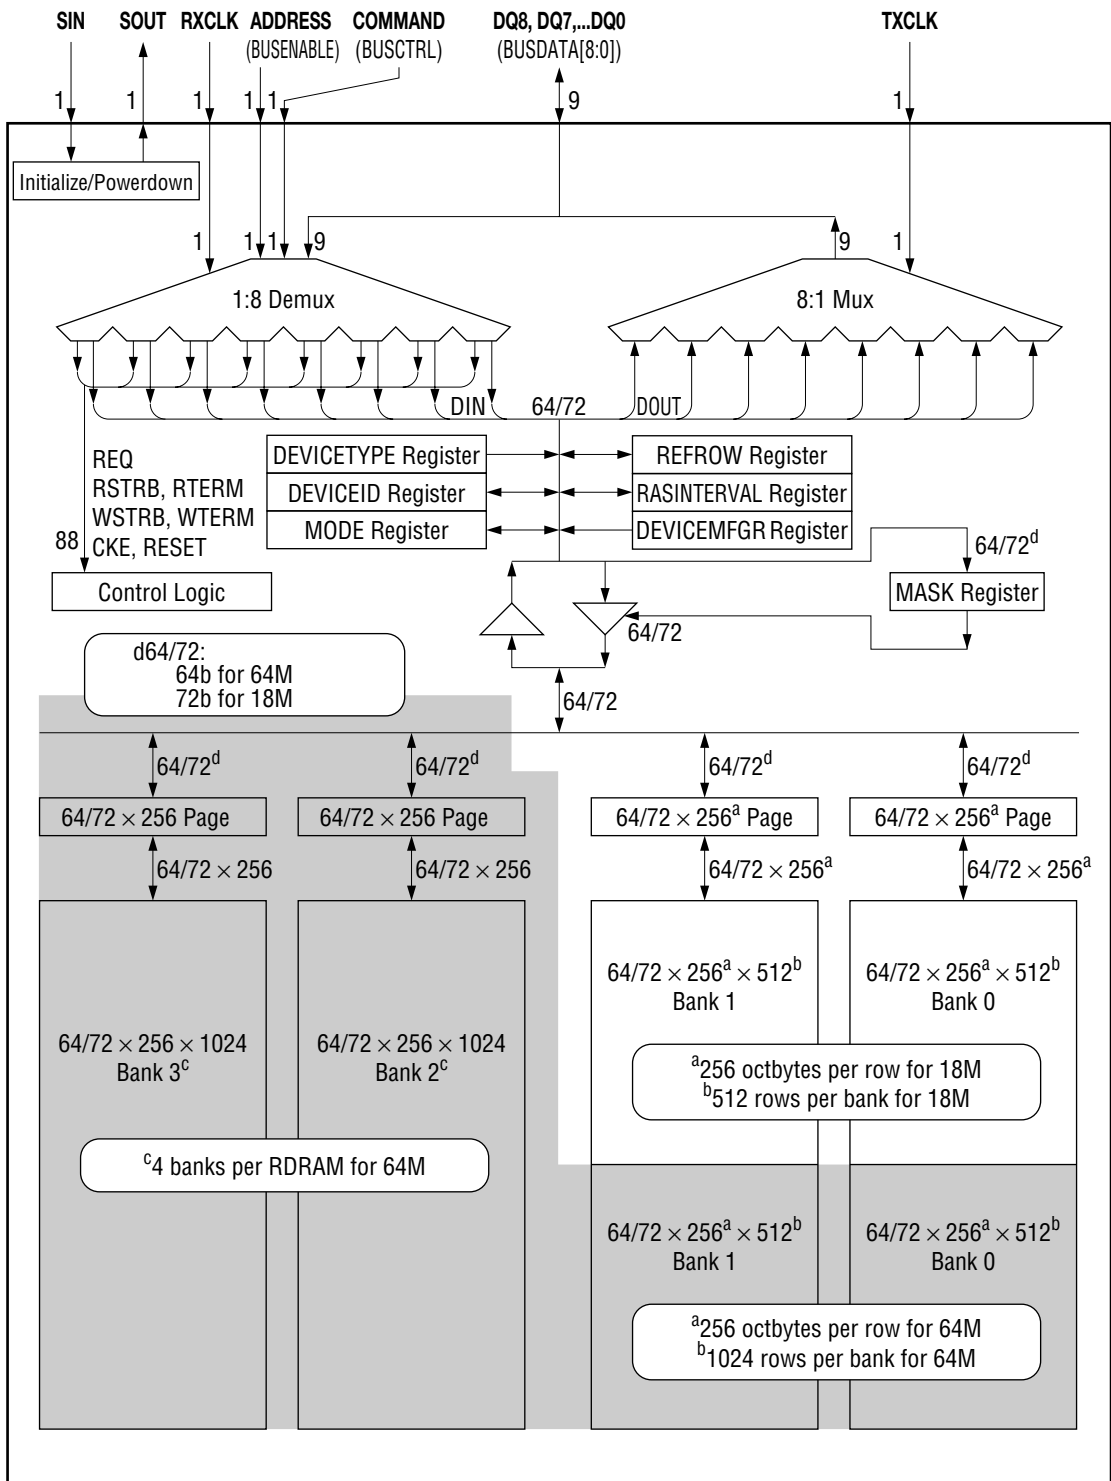 SIN SOUT RXCLK ADDRESS COMMAND DQ8, DQ7,...DQ0 TXCLK
(BUSENABLE) (BUSCTRL) (BUSDATA[8:0])
1 1 1 1 1 9 1
Initialize/Powerdown
1 1 1 9 9 1
1:8 Demux 8:1 Mux
DIN 64/72 DOUT
REQ
RSTRB, RTERM
WSTRB, WTERM
CKE, RESET
88
Control Logic
DEVICETYPE Register REFROW Register
DEVICEID Register RASINTERVAL Register
MODE Register DEVICEMFGR Register
64/72d
MASK Register
64/72
d64/72:
64b for 64M
72b for 18M
64/72
64/72d 64/72d 64/72d 64/72d
64/72 × 256 Page 64/72 × 256 Page 64/72 × 256a Page 64/72 × 256a Page
64/72 × 256 64/72 × 256 64/72 × 256a 64/72 × 256a
64/72 × 256a × 512b 64/72 × 256a × 512b
Bank 1 Bank 0
64/72 × 256 × 1024 64/72 × 256 × 1024
Bank 3c Bank 2c
a256 octbytes per row for 18M
b512 rows per bank for 18M
c4 banks per RDRAM for 64M
64/72 × 256a × 512b 64/72 × 256a × 512b
Bank 1 Bank 0
a256 octbytes per row for 64M
b1024 rows per bank for 64M